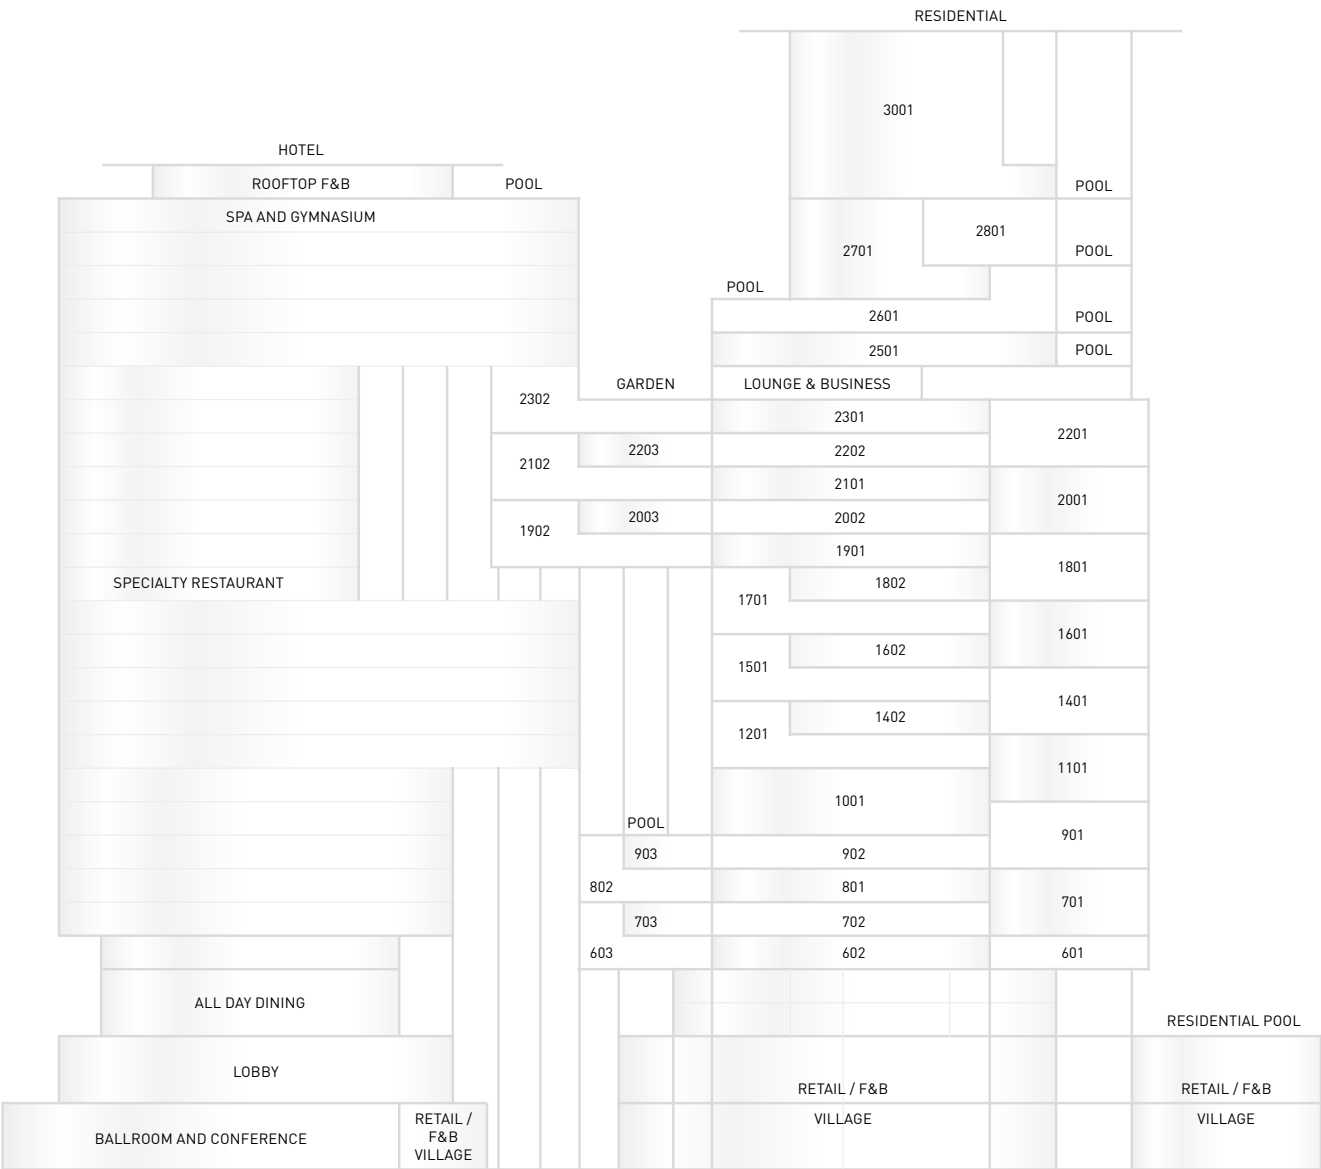 RESIDENTIAL
3001
HOTEL
ROOFTOP F&B
POOL
POOL
SPA AND GYMNASIUM
2801
2701
POOL
POOL
2601
POOL
2501
POOL
GARDEN
LOUNGE & BUSINESS
2302
2301
2201
2203
2202
2102
2101
2001
2003
2002
1902
1901
1801
SPECIALTY RESTAURANT
1802
1701
1601
1602
1501
1401
1402
1201
1101
1001
POOL
901
903
902
802
801
701
703
702
603
602
601
ALL DAY DINING
RESIDENTIAL POOL
LOBBY
RETAIL / F&B
RETAIL / F&B
RETAIL /
F&B
VILLAGE
VILLAGE
VILLAGE
BALLROOM AND CONFERENCE